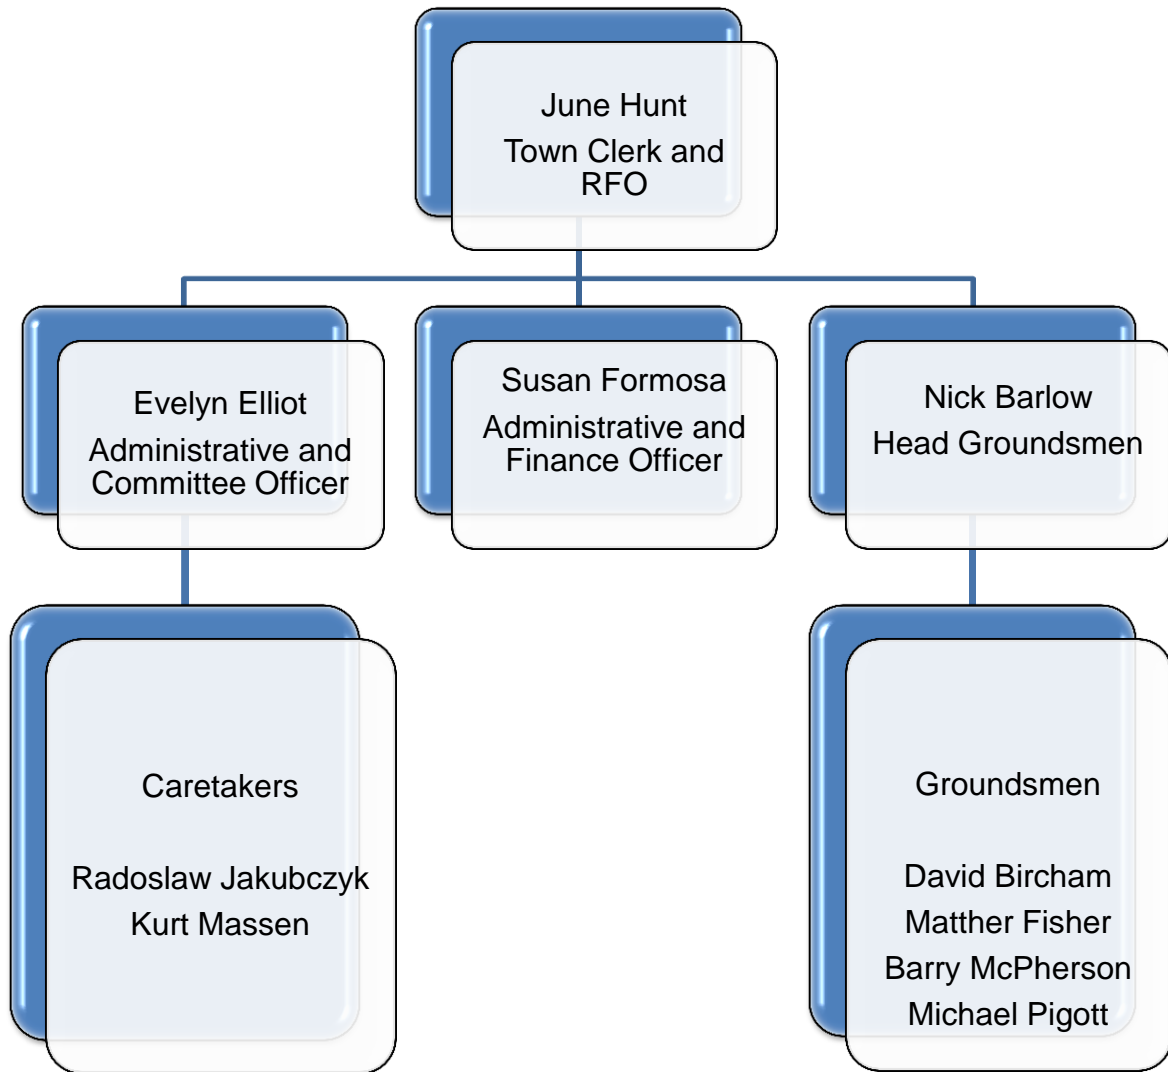 June Hunt
Town Clerk and
RFO
Evelyn Elliot
Administrative and
Committee Officer
Susan Formosa
Administrative and
Finance Officer
Nick Barlow
Head Groundsmen
Caretakers
Radoslaw Jakubczyk
Kurt Massen
Groundsmen
David Bircham
Matther Fisher
Barry McPherson
Michael Pigott